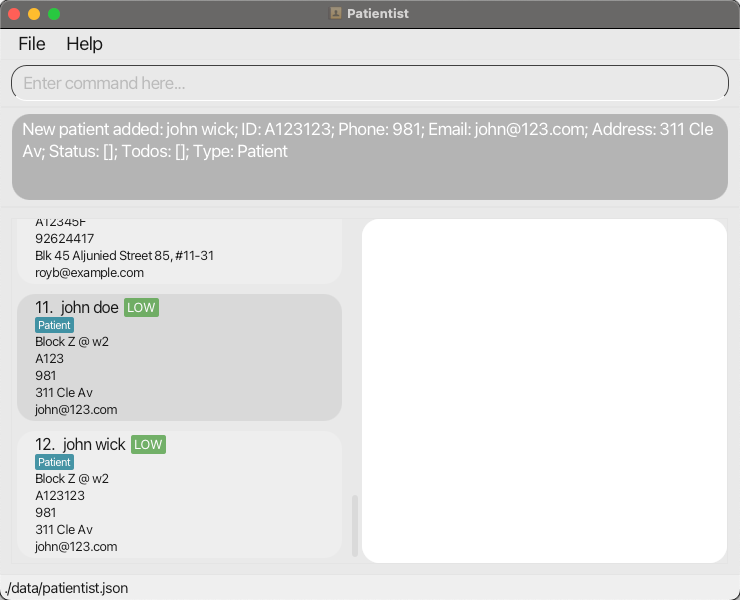 Patientist
File Help
Enter command here...
New patient added: john wick; ID: A123123; Phone: 981; Email: john@123.com; Address: 311 Cle
Av; Status: []; Todos: []; Type: Patient
A12345F
92624417
Blk 45 Aljunied Street 85, #11-31
royb@example.com
11. john doe LOW
Patient
Block Z @ w2
A123
981
311 Cle Av
john@123.com
12. john wick LOW
Patient
Block Z @ w2
A123123
981
311 Cle Av
john@123.com
./data/patientist.json